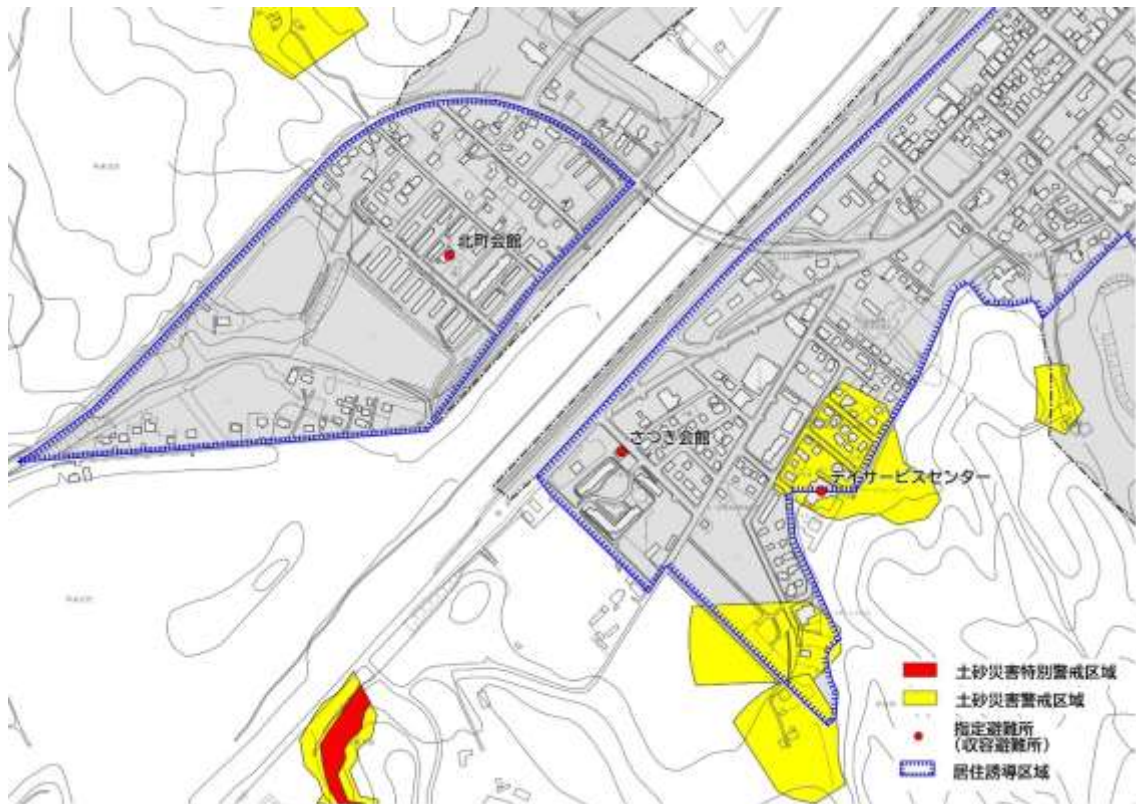 北町会館
さつき会館
デイサービスセンター
土砂災害特別警戒区域
土砂災害警戒区域
指定避難所
(収容避難所)
居住誘導区域